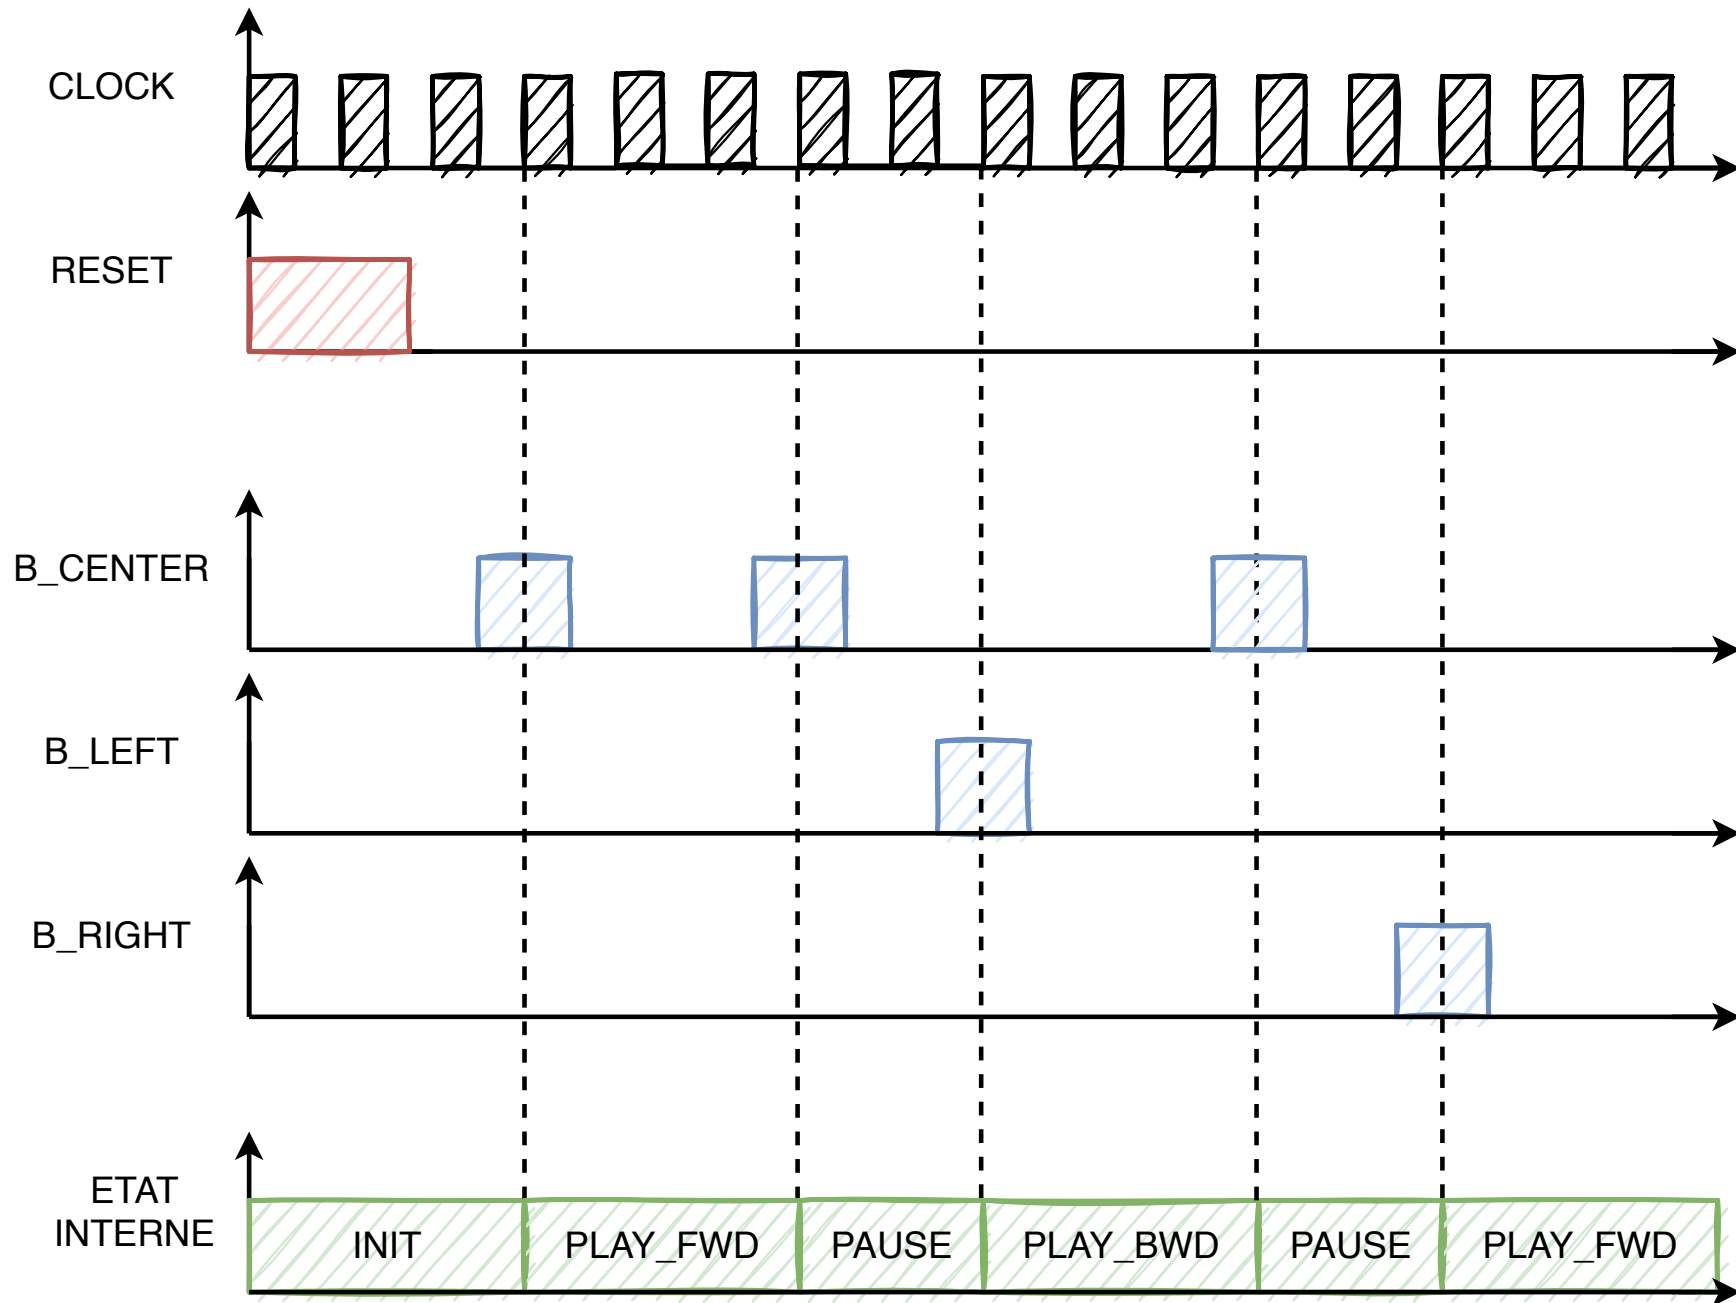 CLOCK
RESET
B_CENTER
B_LEFT
B_RIGHT
ETAT
INTERNE
INIT
PLAY_FWD
PAUSE
PLAY_BWD
PAUSE
PLAY_FWD